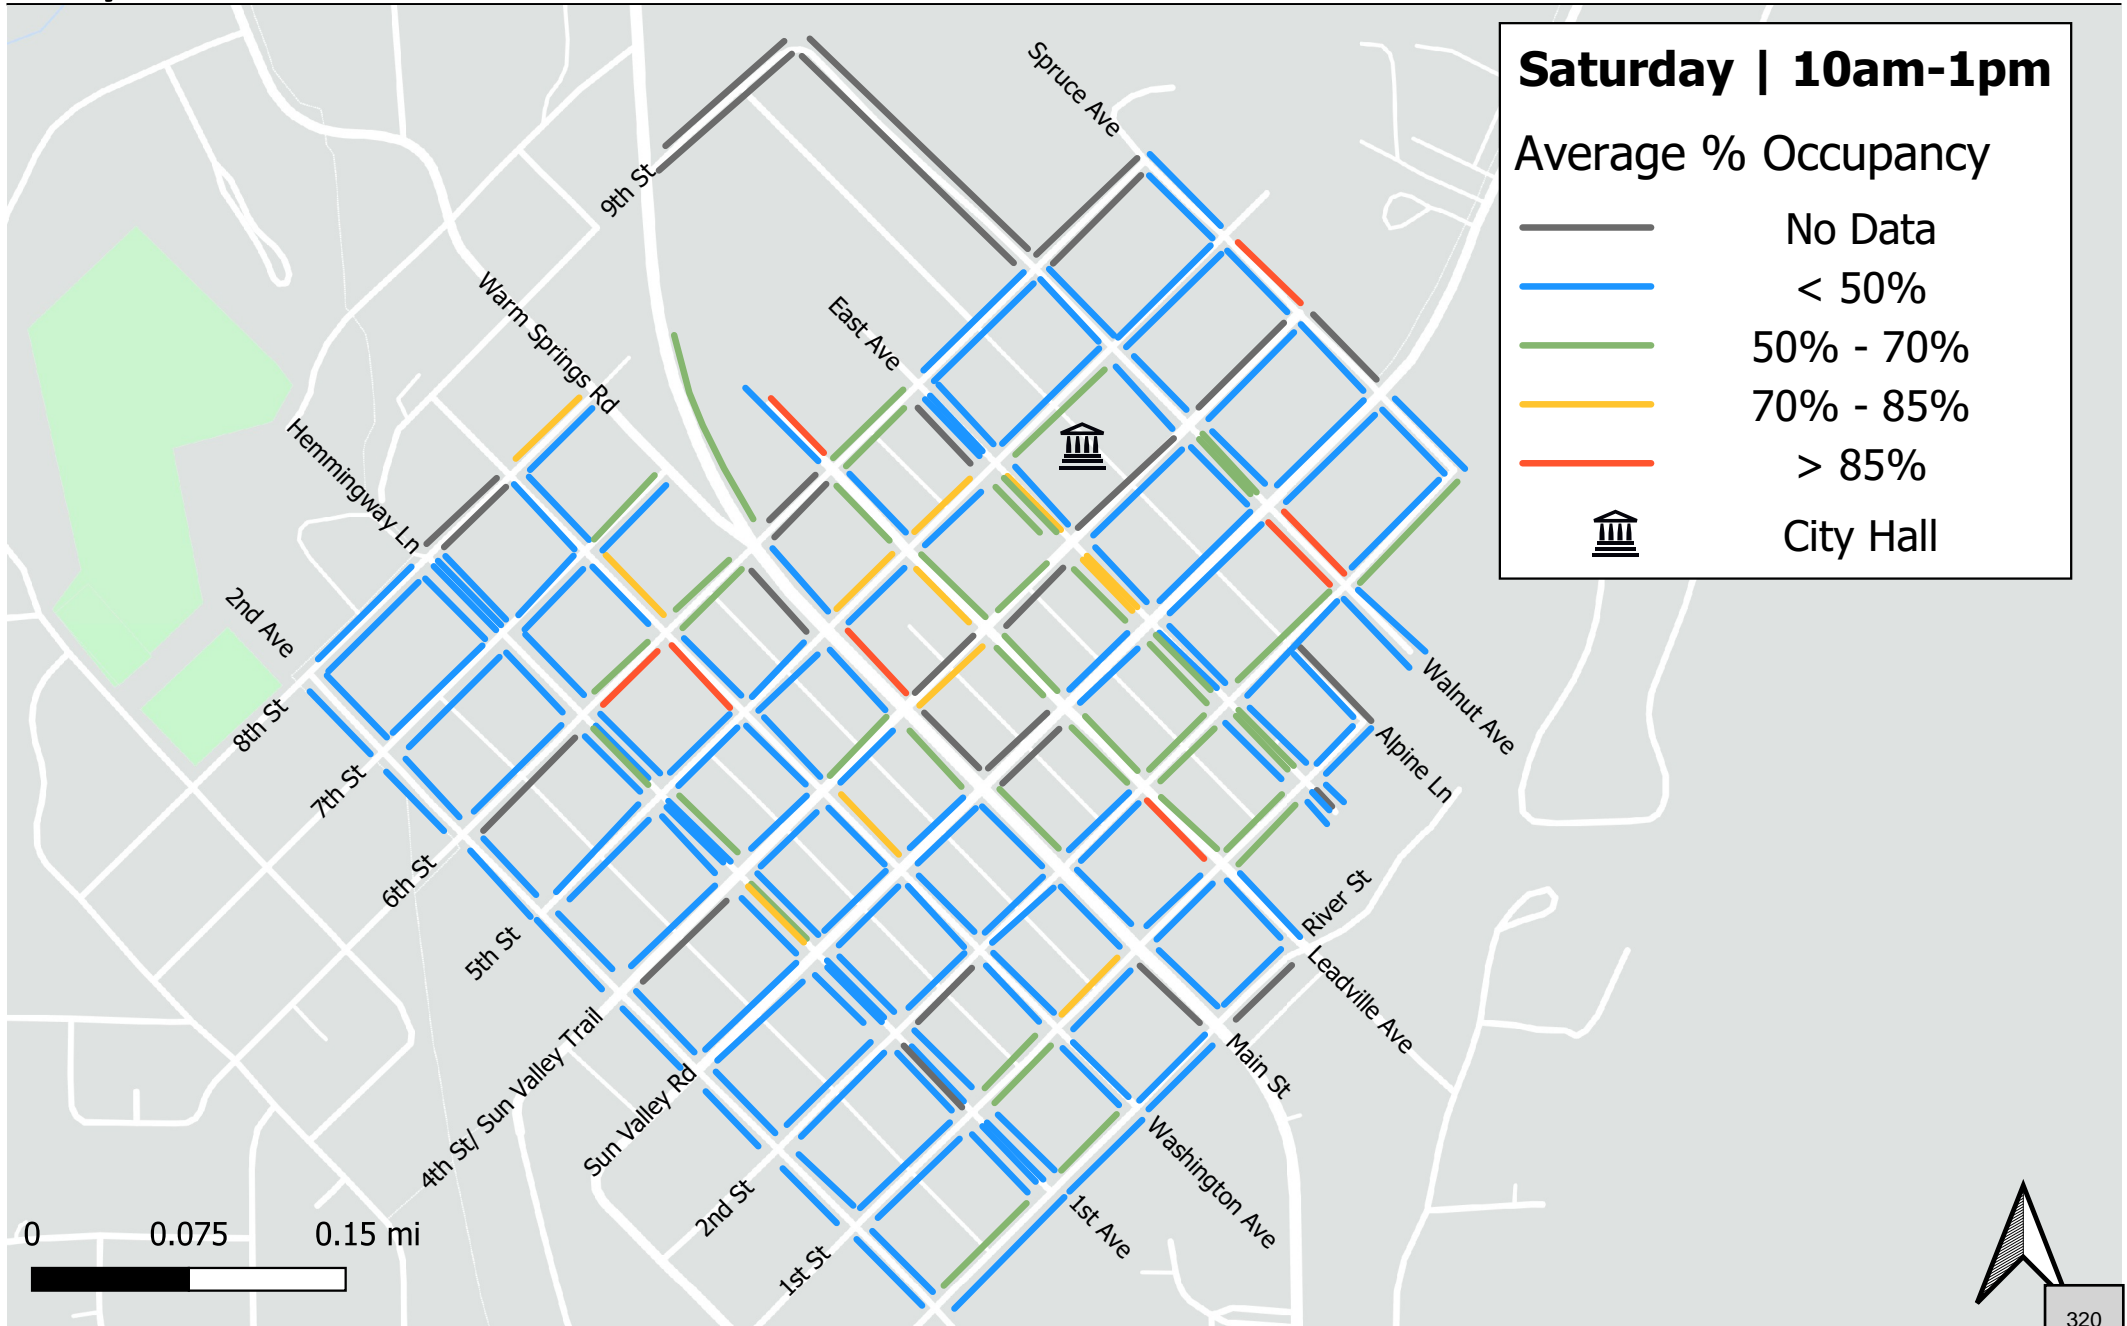 Saturday | 10am-1pm
Average % Occupancy
No Data
< 50%
50% - 70%
70% - 85%
> 85%
City Hall
Spruce Ave
9th St
East Ave
Warm Springs Rd
Hemmingway Ln
2nd Ave
8th St
7th St
6th St
5th St
4th St/ Sun Valley Trail
Sun Valley Rd
2nd St
1st St
Walnut Ave
Alpine Ln
River St
Leadville Ave
Main St
Washington Ave
1st Ave
0 0.075 0.15 mi
320